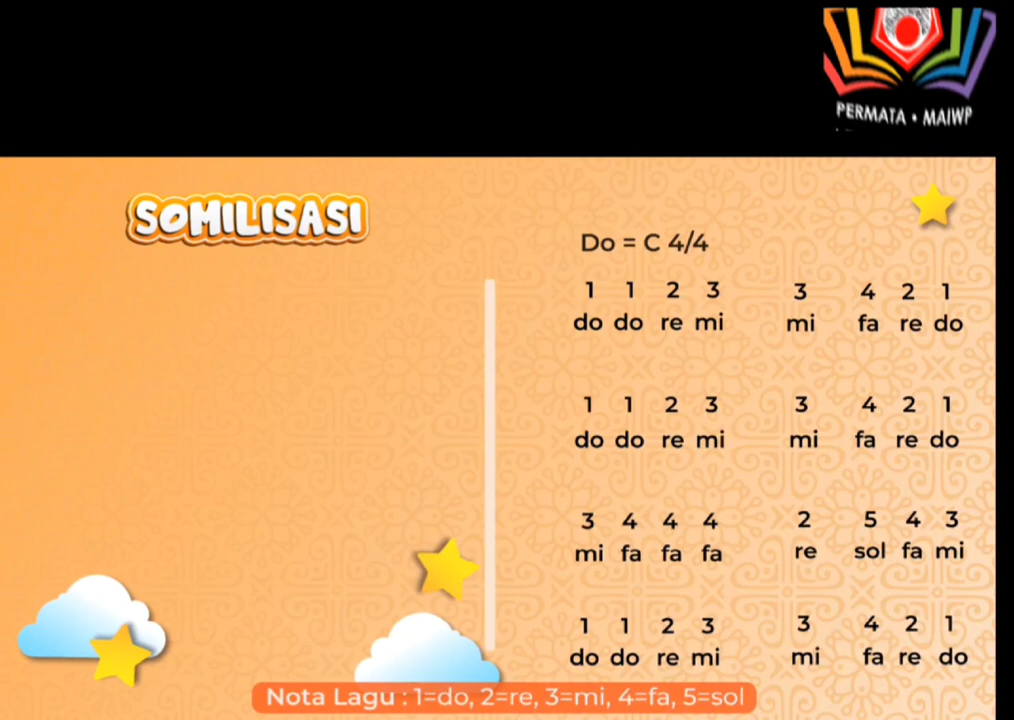 PERMATA • MAIWP
SOMILISASI
Do = C 4/4
1 1 2 3 3 4 2 1
do do re mi mi fa re do
1 1 2 3 3 4 2 1
do do re mi mi fa re do
3 4 4 4 2 5 4 3
mi fa fa fa re sol fa mi
1 1 2 3 3 4 2 1
do do re mi mi fa re do
Nota Lagu : 1=do, 2=re, 3=mi, 4=fa, 5=sol